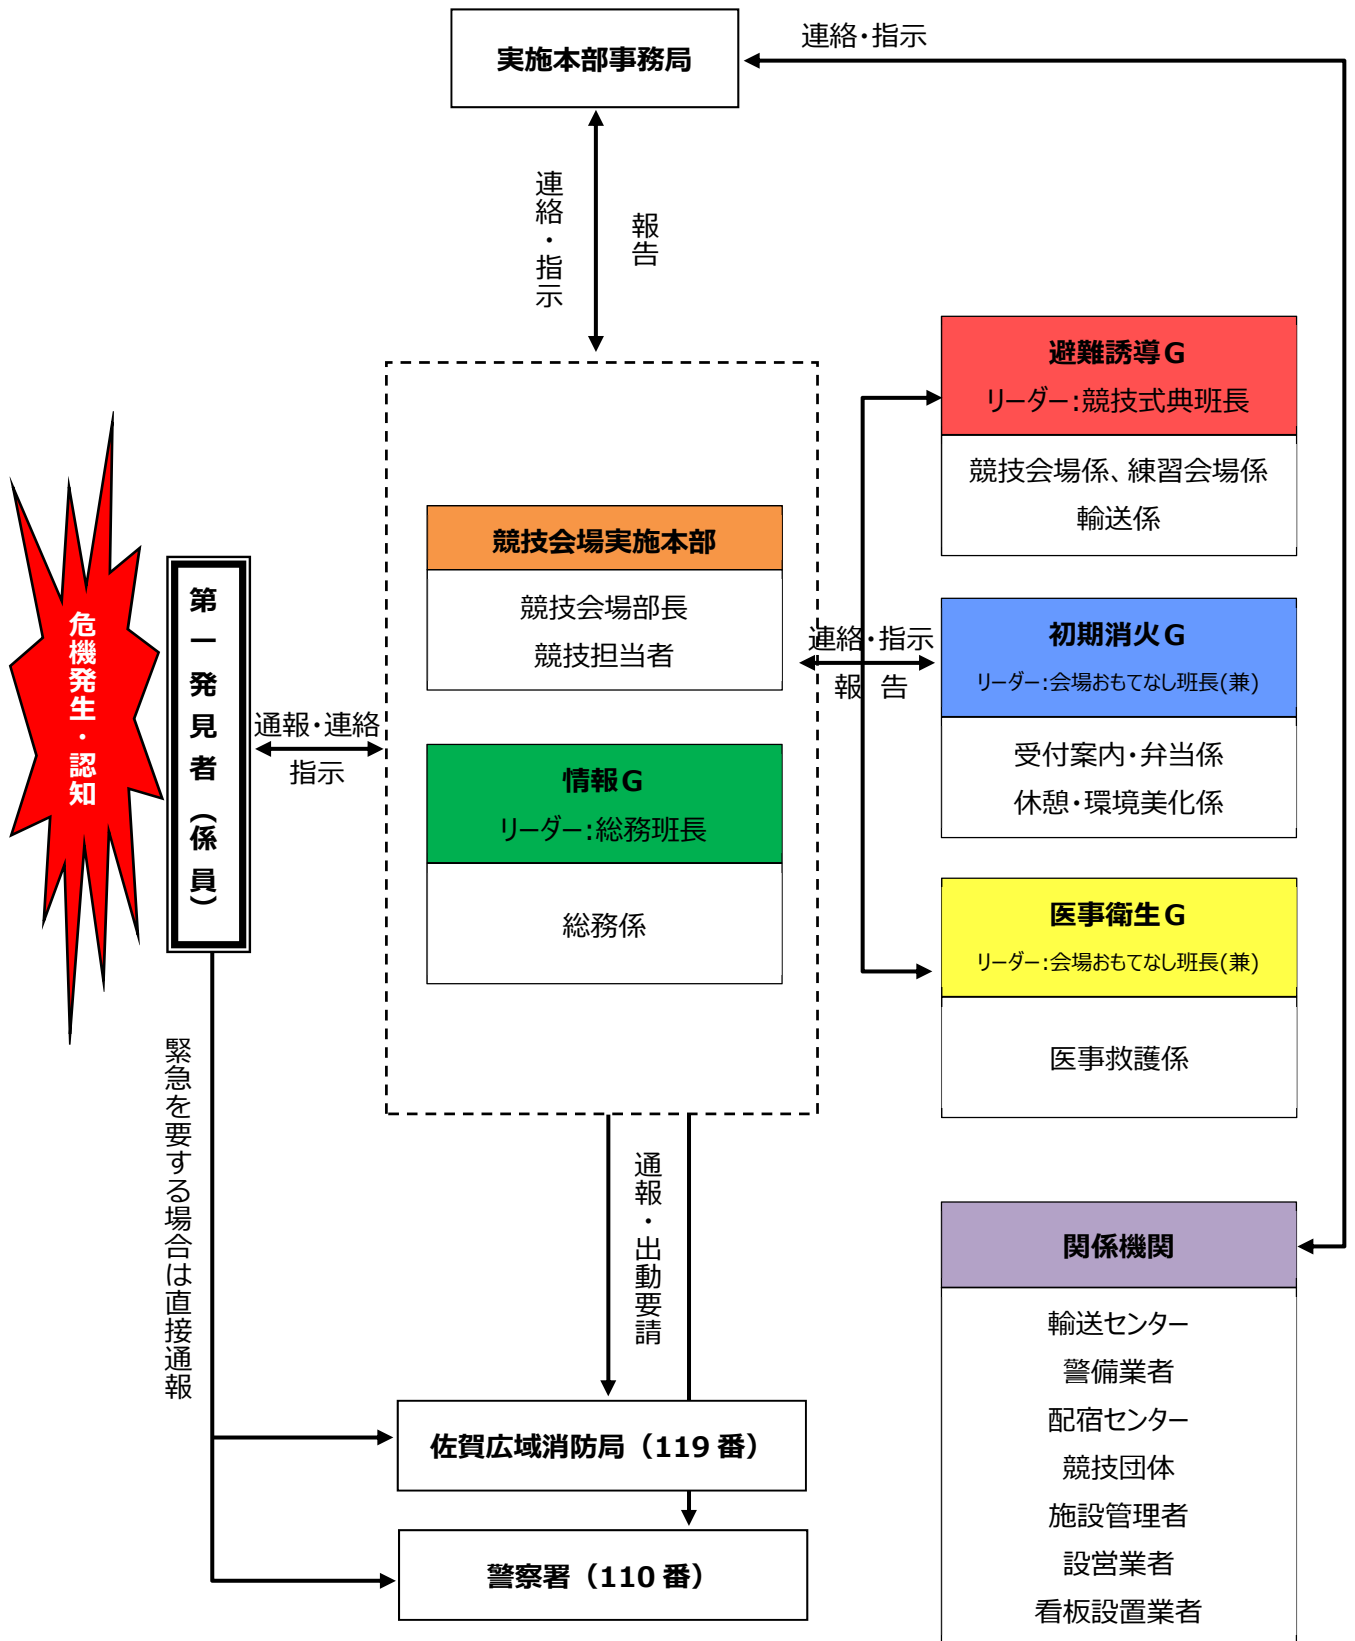 実施本部事務局
連絡・指示
連絡・指示
報告
避難誘導G
リーダー:競技式典班長
競技会場係、練習会場係
輸送係
競技会場実施本部
競技会場部長
競技担当者
連絡・指示
報 告
初期消火G
リーダー:会場おもてなし班長(兼)
受付案内・弁当係
休憩・環境美化係
危機発生・認知
第一発見者(係員)
通報・連絡
指示
情報G
リーダー:総務班長
総務係
医事衛生G
リーダー:会場おもてなし班長(兼)
医事救護係
緊急を要する場合は直接通報
通報・出動要請
関係機関
輸送センター
警備業者
配宿センター
競技団体
施設管理者
設営業者
看板設置業者
佐賀広域消防局(119 番)
警察署(110 番)